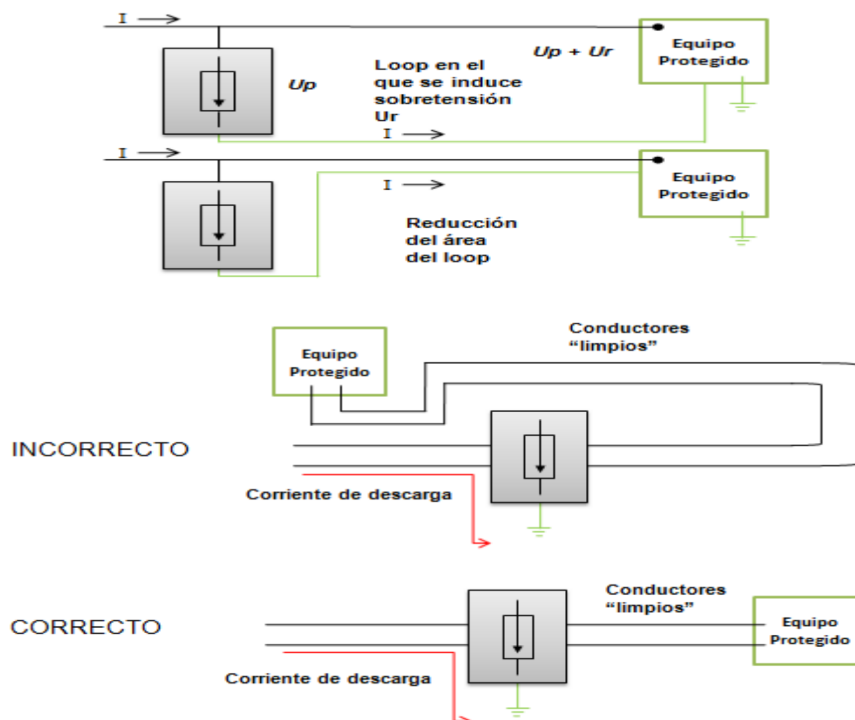 I
Up + Ur
Equipo
Protegido
Up
Loop en el
que se induce
sobretensión
Ur
I
I
I
Equipo
Protegido
Reducción
del área
del loop
Conductores
“limpios”
Equipo
Protegido
INCORRECTO
Corriente de descarga
Conductores
“limpios”
CORRECTO
Equipo
Protegido
Corriente de descarga